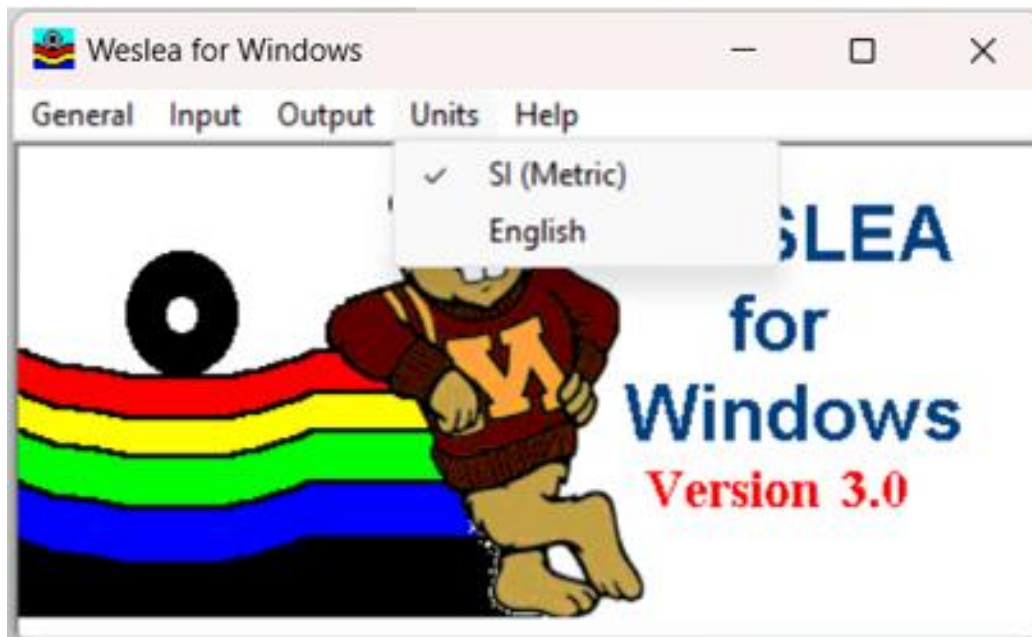 Weslea for Windows
General Input Output Units Help
SI (Metric)
English
SLEA
for
Windows
Version 3.0